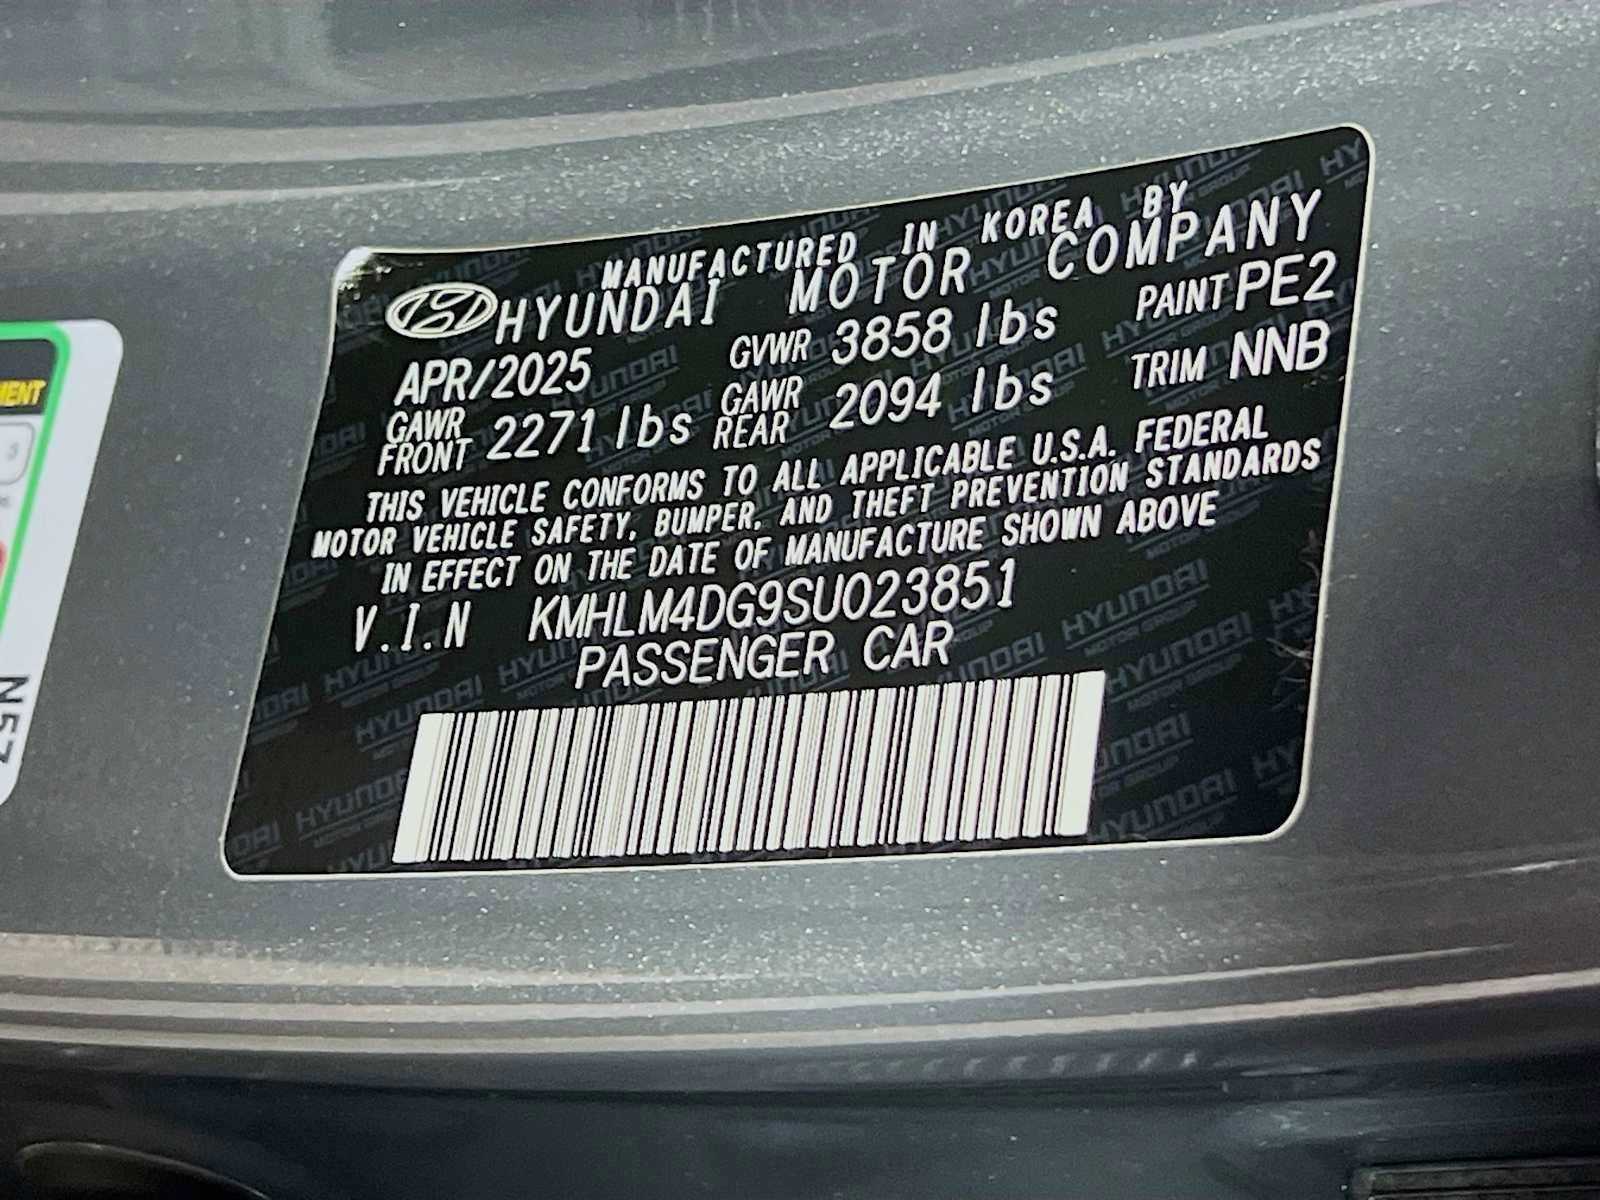 MANUFACTURED IN KOREA BY
HYUNDAI MOTOR COMPANY
APR/2025 GVWR 3858 lbs PAINT PE2
GAWR FRONT 2271 lbs GAWR REAR 2094 lbs TRIM NNB
THIS VEHICLE CONFORMS TO ALL APPLICABLE U.S.A. FEDERAL
MOTOR VEHICLE SAFETY, BUMPER, AND THEFT PREVENTION STANDARDS
IN EFFECT ON THE DATE OF MANUFACTURE SHOWN ABOVE
V.I.N KMHLM4DG9SU023851
PASSENGER CAR
N57